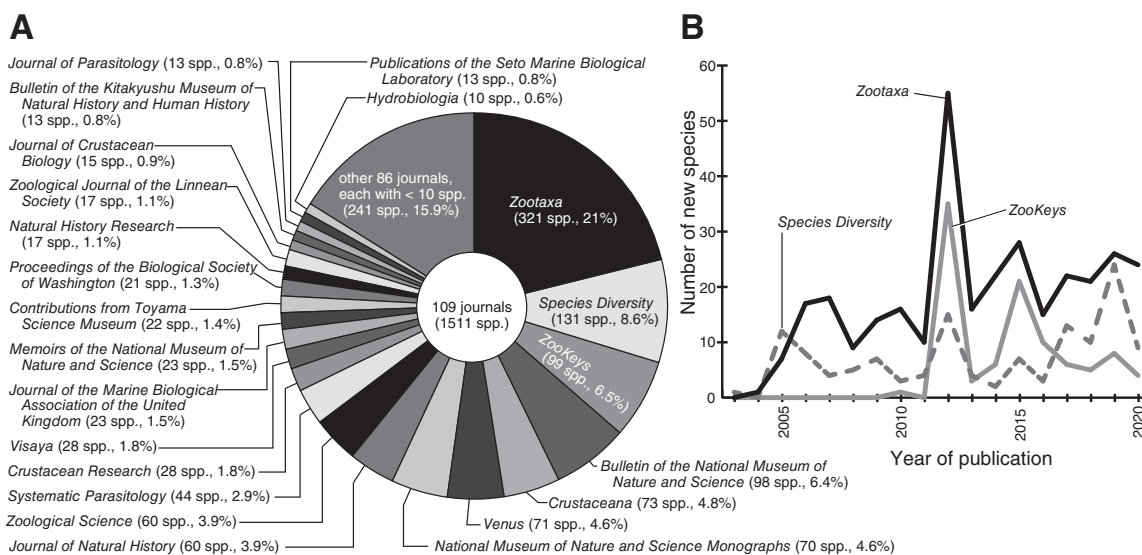 A
Journal of Parasitology (13 spp., 0.8%)
Bulletin of the Kitakyushu Museum of
Natural History and Human History
(13 spp., 0.8%)
Journal of Crustacean
Biology (15 spp., 0.9%)
Zoological Journal of the Linnean
Society (17 spp., 1.1%)
Natural History Research
(17 spp., 1.1%)
Proceedings of the Biological Society
of Washington (21 spp., 1.3%)
Contributions from Toyama
Science Museum (22 spp., 1.4%)
Memoirs of the National Museum of
Nature and Science (23 spp., 1.5%)
Journal of the Marine Biological
Association of the United
Kingdom (23 spp., 1.5%)
Visaya (28 spp., 1.8%)
Crustacean Research (28 spp., 1.8%)
Systematic Parasitology (44 spp., 2.9%)
Zoological Science (60 spp., 3.9%)
Journal of Natural History (60 spp., 3.9%)
Publications of the Seto Marine Biological
Laboratory (13 spp., 0.8%)
Hydrobiologia (10 spp., 0.6%)
other 86 journals,
each with < 10 spp.
(241 spp., 15.9%)
Zootaxa
(321 spp., 21%)
109 journals
(1511 spp.)
Species Diversity
(131 spp., 8.6%)
ZooKeys
(99 spp., 6.5%)
Bulletin of the National Museum of
Nature and Science (98 spp., 6.4%)
Crustaceana (73 spp., 4.8%)
Venus (71 spp., 4.6%)
National Museum of Nature and Science Monographs (70 spp., 4.6%)
B
Number of new species
60
50
40
30
20
10
0
Zootaxa
Species Diversity
ZooKeys
2005
2010
2015
2020
Year of publication